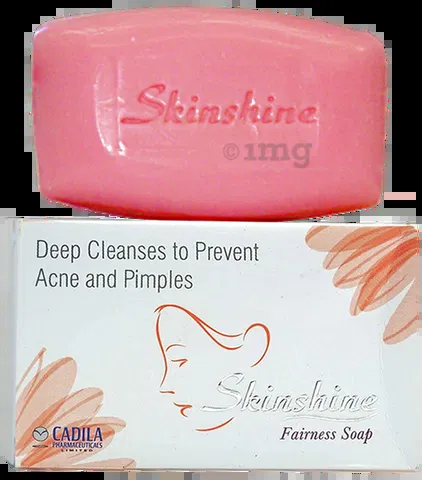 Skinshine
©1mg
Deep Cleanses to Prevent
Acne and Pimples
Skinshine
Fairness Soap
CADILA
PHARMACEUTICALS
LIMITED